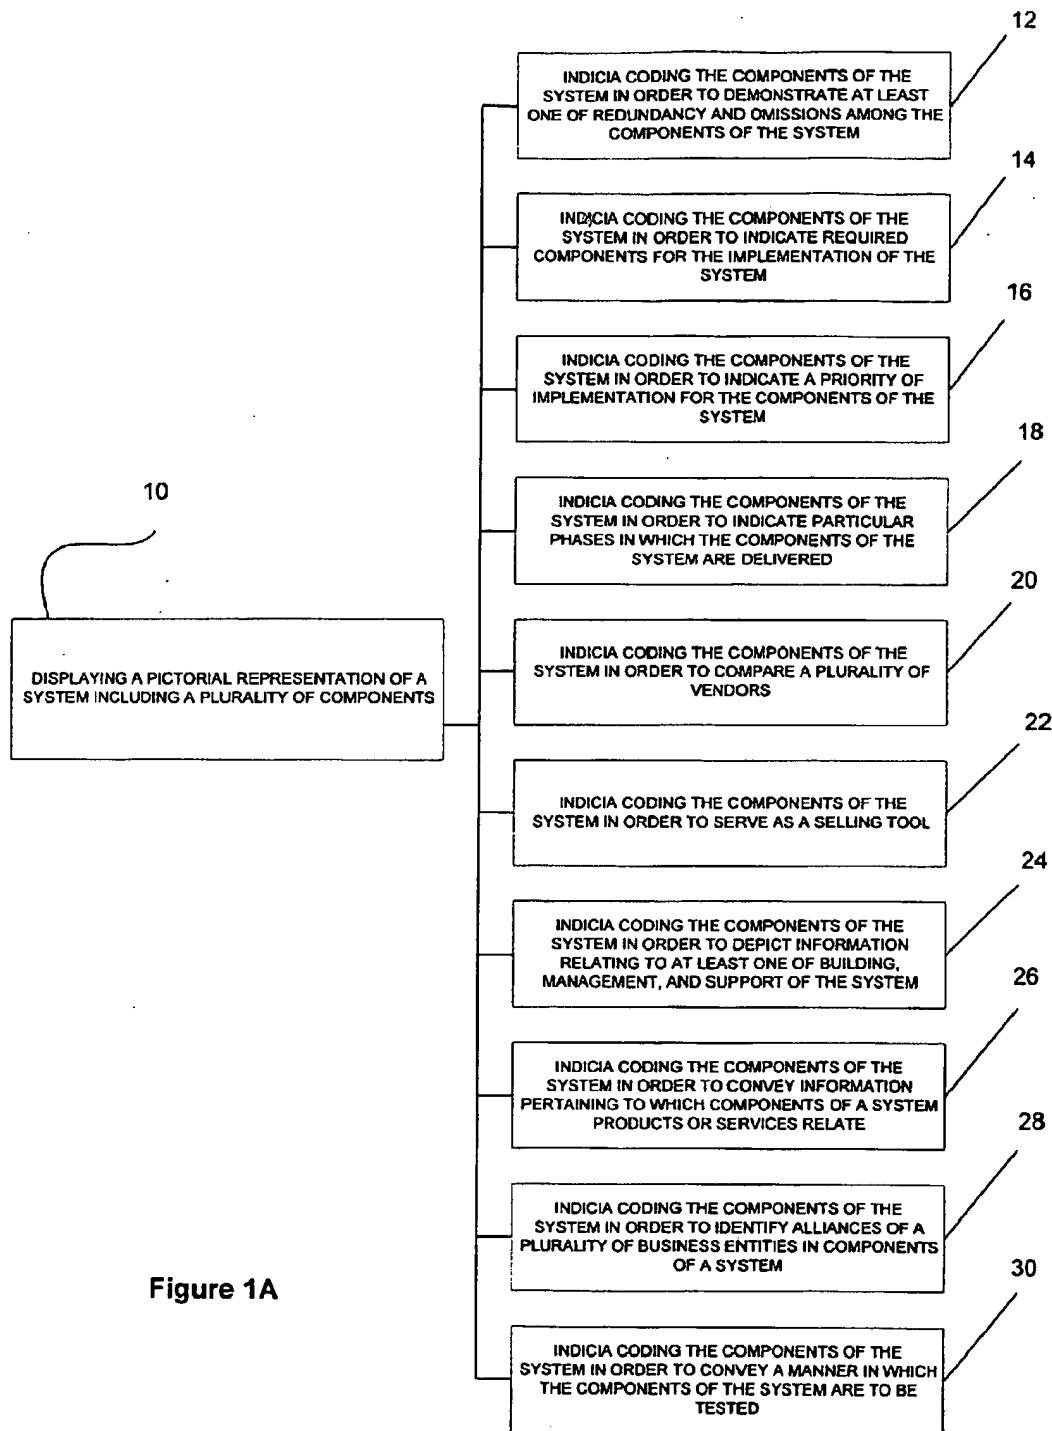 12
INDICIA CODING THE COMPONENTS OF THE
SYSTEM IN ORDER TO DEMONSTRATE AT LEAST
ONE OF REDUNDANCY AND OMISSIONS AMONG THE
COMPONENTS OF THE SYSTEM
14
INDICIA CODING THE COMPONENTS OF THE
SYSTEM IN ORDER TO INDICATE REQUIRED
COMPONENTS FOR THE IMPLEMENTATION OF THE
SYSTEM
16
INDICIA CODING THE COMPONENTS OF THE
SYSTEM IN ORDER TO INDICATE A PRIORITY OF
IMPLEMENTATION FOR THE COMPONENTS OF THE
SYSTEM
18
INDICIA CODING THE COMPONENTS OF THE
SYSTEM IN ORDER TO INDICATE PARTICULAR
PHASES IN WHICH THE COMPONENTS OF THE
SYSTEM ARE DELIVERED
10
DISPLAYING A PICTORIAL REPRESENTATION OF A
SYSTEM INCLUDING A PLURALITY OF COMPONENTS
20
INDICIA CODING THE COMPONENTS OF THE
SYSTEM IN ORDER TO COMPARE A PLURALITY OF
VENDORS
22
INDICIA CODING THE COMPONENTS OF THE
SYSTEM IN ORDER TO SERVE AS A SELLING TOOL
24
INDICIA CODING THE COMPONENTS OF THE
SYSTEM IN ORDER TO DEPICT INFORMATION
RELATING TO AT LEAST ONE OF BUILDING,
MANAGEMENT, AND SUPPORT OF THE SYSTEM
26
INDICIA CODING THE COMPONENTS OF THE
SYSTEM IN ORDER TO CONVEY INFORMATION
PERTAINING TO WHICH COMPONENTS OF A SYSTEM
PRODUCTS OR SERVICES RELATE
28
INDICIA CODING THE COMPONENTS OF THE
SYSTEM IN ORDER TO IDENTIFY ALLIANCES OF A
PLURALITY OF BUSINESS ENTITIES IN COMPONENTS
OF A SYSTEM
30
INDICIA CODING THE COMPONENTS OF THE
SYSTEM IN ORDER TO CONVEY A MANNER IN WHICH
THE COMPONENTS OF THE SYSTEM ARE TO BE
TESTED
Figure 1A